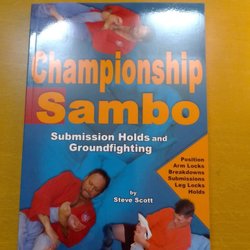 Championship
Sambo
Submission Holds and
Groundfighting
Position
Arm Locks
Breakdowns
Submissions
Leg Locks
Holds
by
Steve Scott